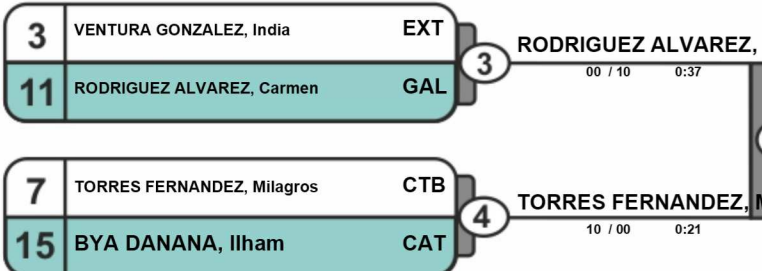 3 VENTURA GONZALEZ, India EXT
11 RODRIGUEZ ALVAREZ, Carmen GAL
3
RODRIGUEZ ALVAREZ,
00 / 10 0:37
7 TORRES FERNANDEZ, Milagros CTB
15 BYA DANANA, Ilham CAT
4
TORRES FERNANDEZ,
10 / 00 0:21